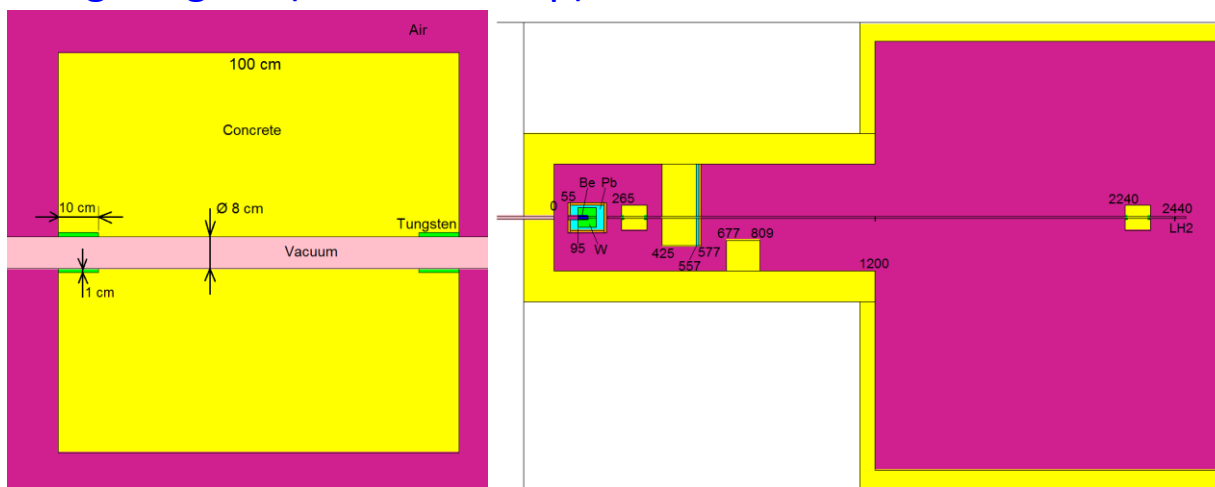 Air
100 cm
Concrete
10 cm
Ø 8 cm
Tungsten
Vacuum
1 cm
0
55
Be
Pb
265
95
W
425
557
577
677
809
1200
2240
2440
LH2